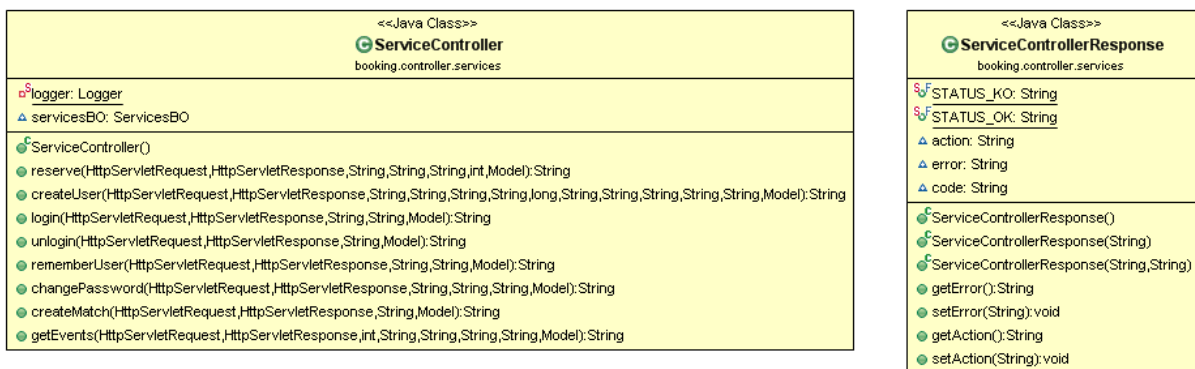 <<Java Class>>
ServiceController
booking.controller.services
logger: Logger
servicesBO: ServicesBO
ServiceController()
reserve(HttpServletRequest,HttpServletResponse,String,String,String,int,Model):String
createUser(HttpServletRequest,HttpServletResponse,String,String,String,String,long,String,String,String,String,String,Model):String
login(HttpServletRequest,HttpServletResponse,String,String,Model):String
unlogin(HttpServletRequest,HttpServletResponse,String,Model):String
rememberUser(HttpServletRequest,HttpServletResponse,String,String,Model):String
changePassword(HttpServletRequest,HttpServletResponse,String,String,String,Model):String
createMatch(HttpServletRequest,HttpServletResponse,String,Model):String
getEvents(HttpServletRequest,HttpServletResponse,int,String,String,String,String,Model):String
<<Java Class>>
ServiceControllerResponse
booking.controller.services
STATUS_KO: String
STATUS_OK: String
action: String
error: String
code: String
ServiceControllerResponse()
ServiceControllerResponse(String)
ServiceControllerResponse(String,String)
getError():String
setError(String):void
getAction():String
setAction(String):void